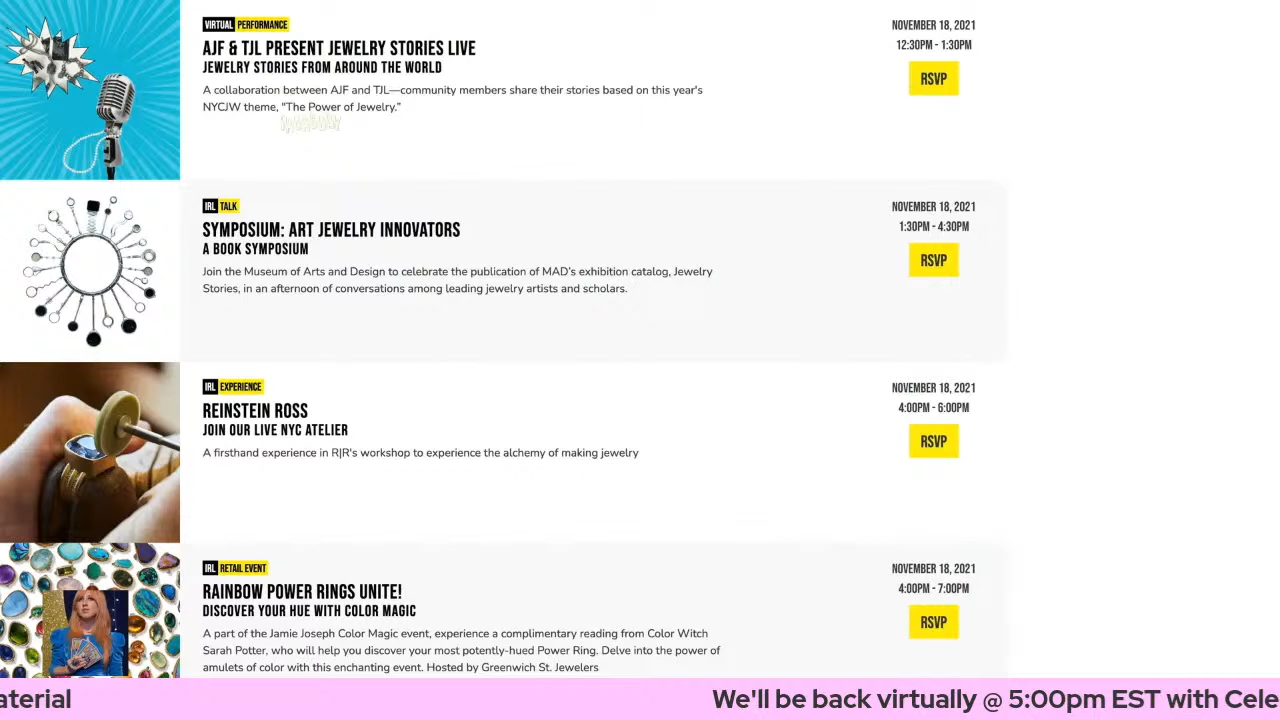 VIRTUAL PERFORMANCE
AJF & TJL PRESENT JEWELRY STORIES LIVE
JEWELRY STORIES FROM AROUND THE WORLD
A collaboration between AJF and TJL—community members share their stories based on this year's
NYCJW theme, "The Power of Jewelry."
NOVEMBER 18, 2021
12:30PM - 1:30PM
RSVP
IRL TALK
SYMPOSIUM: ART JEWELRY INNOVATORS
A BOOK SYMPOSIUM
Join the Museum of Arts and Design to celebrate the publication of MAD's exhibition catalog, Jewelry
Stories, in an afternoon of conversations among leading jewelry artists and scholars.
NOVEMBER 18, 2021
1:30PM - 4:30PM
RSVP
IRL EXPERIENCE
REINSTEIN ROSS
JOIN OUR LIVE NYC ATELIER
A firsthand experience in R|R's workshop to experience the alchemy of making jewelry
NOVEMBER 18, 2021
4:00PM - 6:00PM
RSVP
IRL RETAIL EVENT
RAINBOW POWER RINGS UNITE!
DISCOVER YOUR HUE WITH COLOR MAGIC
A part of the Jamie Joseph Color Magic event, experience a complimentary reading from Color Witch
Sarah Potter, who will help you discover your most potently-hued Power Ring. Delve into the power of
amulets of color with this enchanting event. Hosted by Greenwich St. Jewelers
NOVEMBER 18, 2021
4:00PM - 7:00PM
RSVP
aterial We'll be back virtually @ 5:00pm EST with Cele